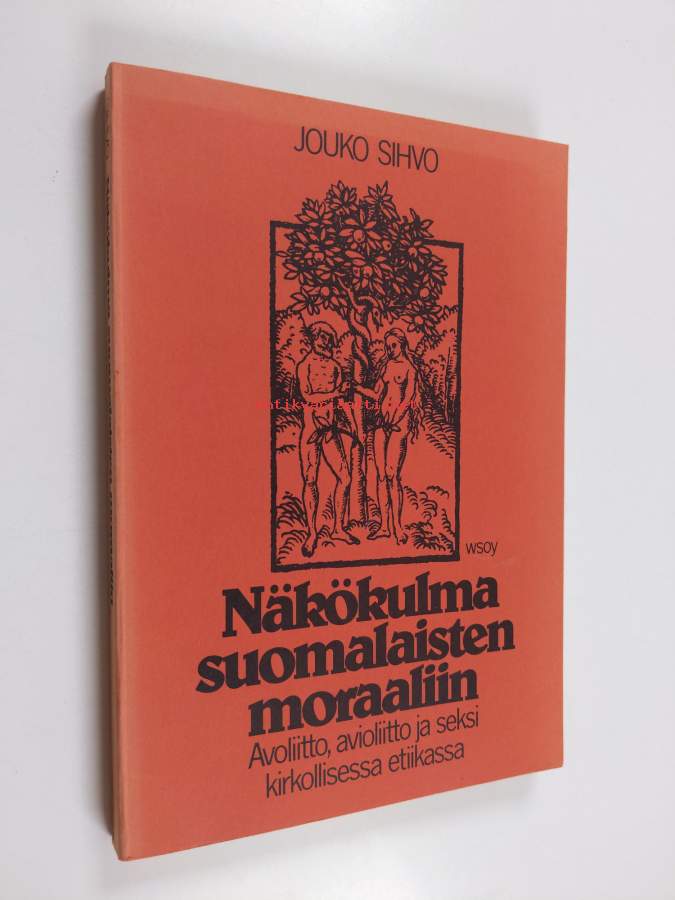 JOUKO SIHVO
wsoy
Näkökulma
suomalaisten
moraaliin
Avoliitto, avioliitto ja seksi
kirkollisessa etiikassa